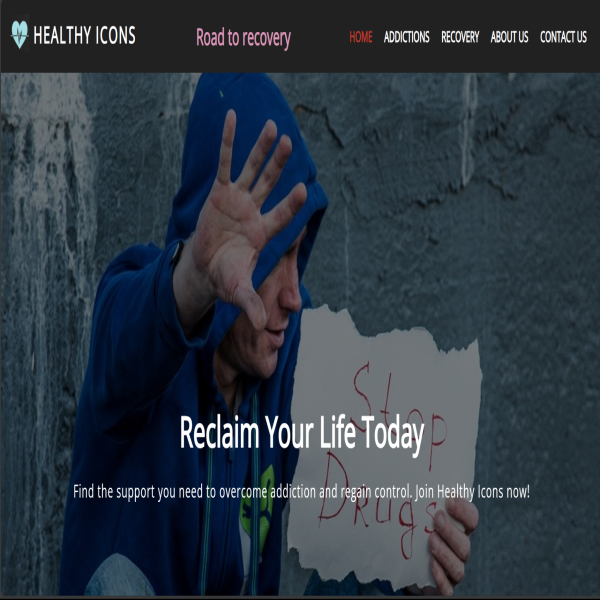 HEALTHY ICONS
Road to recovery
HOME ADDICTIONS RECOVERY ABOUT US CONTACT US
Stop
Drugs
Reclaim Your Life Today
Find the support you need to overcome addiction and regain control. Join Healthy Icons now!